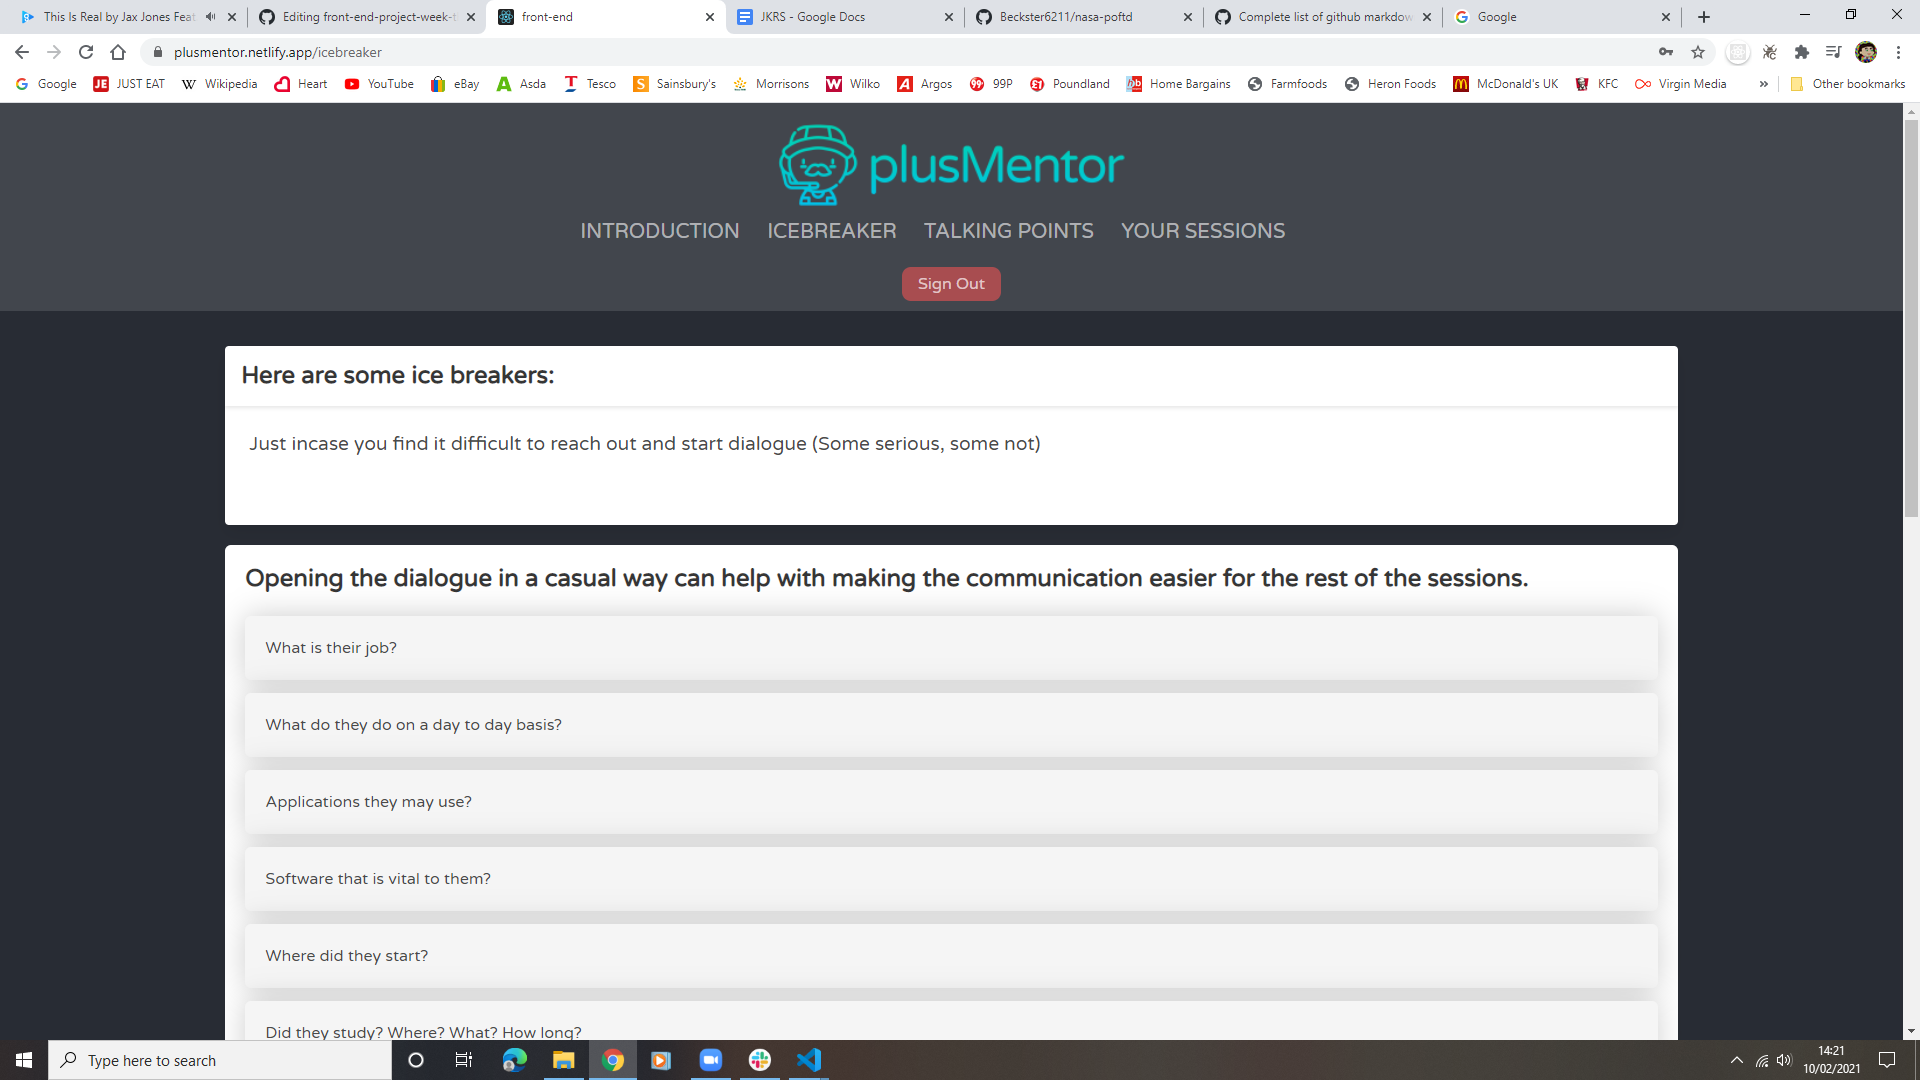 This Is Real by Jax Jones Feat
Editing front-end-project-week-t
front-end
JKRS - Google Docs
Beckster6211/nasa-poftd
Complete list of github markdow
Google
plusmentor.netlify.app/icebreaker
Google
JUST EAT
Wikipedia
Heart
YouTube
eBay
Asda
Tesco
Sainsbury's
Morrisons
Wilko
Argos
99P
Poundland
Home Bargains
Farmfoods
Heron Foods
McDonald's UK
KFC
Virgin Media
»
Other bookmarks
plusMentor
INTRODUCTION
ICEBREAKER
TALKING POINTS
YOUR SESSIONS
Sign Out
Here are some ice breakers:
Just incase you find it difficult to reach out and start dialogue (Some serious, some not)
Opening the dialogue in a casual way can help with making the communication easier for the rest of the sessions.
What is their job?
What do they do on a day to day basis?
Applications they may use?
Software that is vital to them?
Where did they start?
Did they study? Where? What? How long?
Type here to search
14:21
10/02/2021